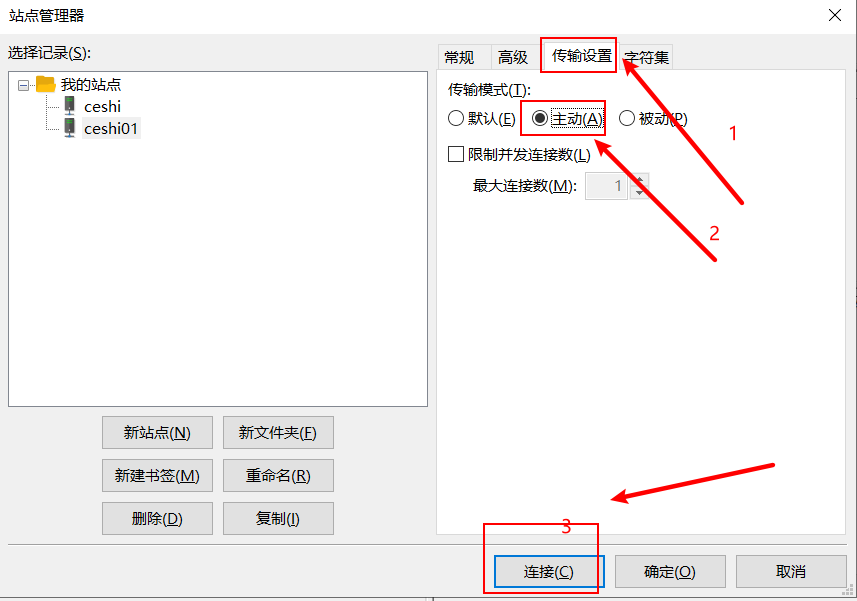 站点管理器
选择记录(S):
我的站点
ceshi
ceshi01
新站点(N)
新文件夹(F)
新建书签(M)
重命名(R)
删除(D)
复制(I)
常规 高级 传输设置 字符集
传输模式(T):
默认(E) 主动(A) 被动(P)
限制并发连接数(L)
最大连接数(M): 1
1
2
3
连接(C) 确定(O) 取消